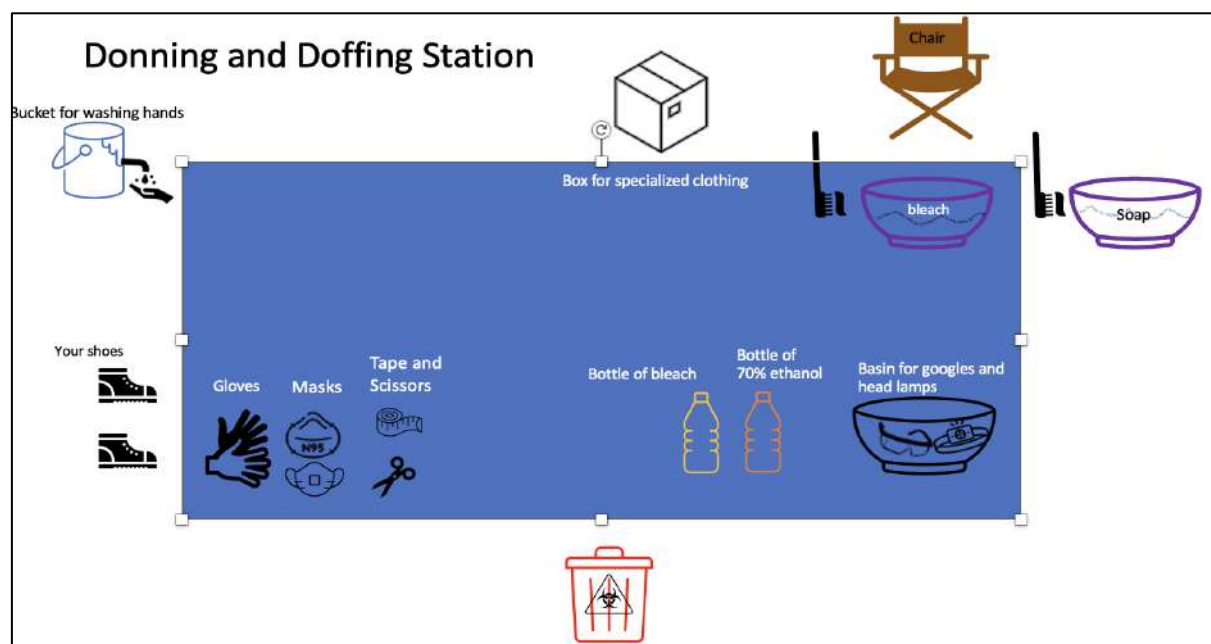 Donning and Doffing Station
Chair
Bucket for washing hands
Box for specialized clothing
bleach
Soap
Your shoes
Gloves
Masks
Tape and
Scissors
Bottle of bleach
Bottle of
70% ethanol
Basin for googles and
head lamps
N95